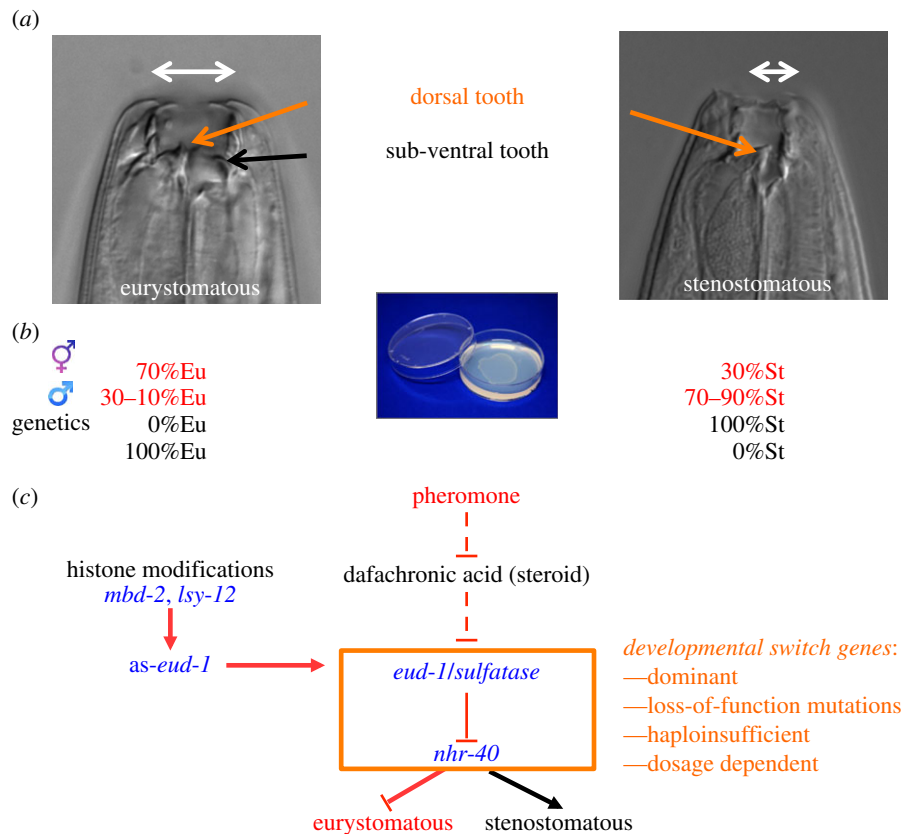 (a)
dorsal tooth
sub-ventral tooth
eurystomatous
stenostomatous
(b)
70%Eu
30%St
30–10%Eu
70–90%St
genetics
0%Eu
100%St
100%Eu
0%St
(c)
pheromone
histone modifications
mbd-2, lsy-12
dafachronic acid (steroid)
as-eud-1
eud-1/sulfatase
nhr-40
developmental switch genes:
—dominant
—loss-of-function mutations
—haploinsufficient
—dosage dependent
eurystomatous
stenostomatous